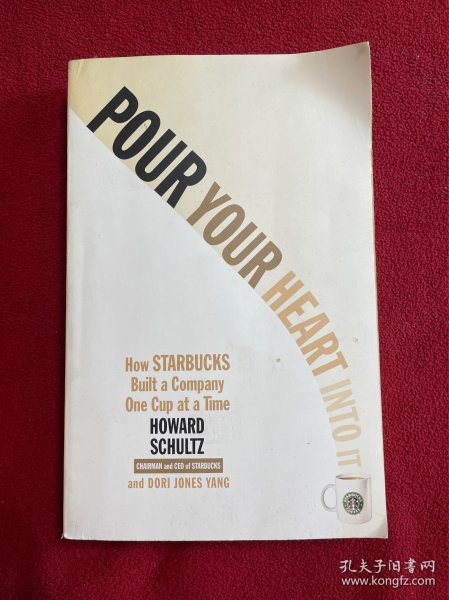 POUR YOUR HEART INTO IT
How STARBUCKS
Built a Company
One Cup at a Time
HOWARD
SCHULTZ
CHAIRMAN and CEO of STARBUCKS
and DORI JONES YANG
孔夫子旧书网
www.kongfz.com